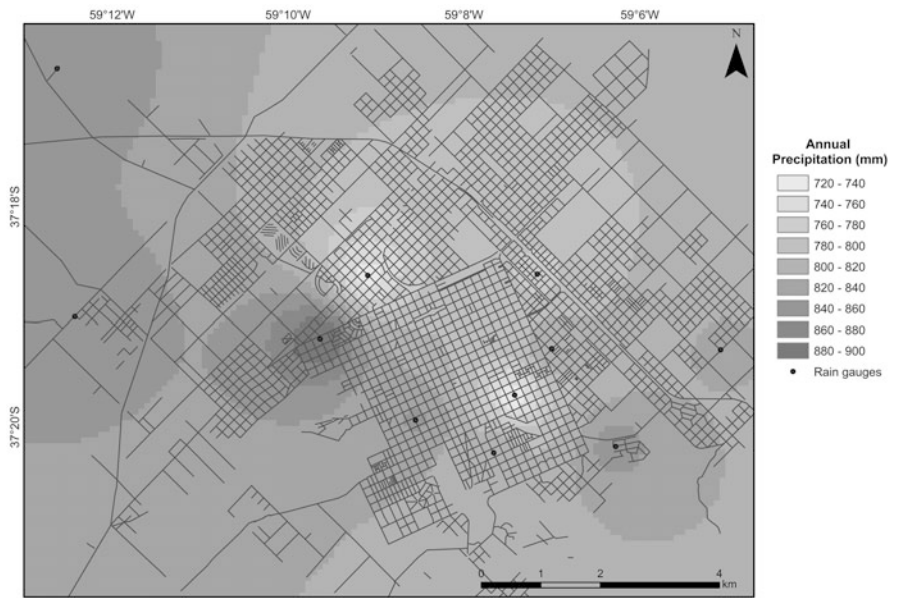 59°12'W 59°10'W 59°8'W 59°6'W
N
37°18'S
37°20'S
Annual
Precipitation (mm)
720 - 740
740 - 760
760 - 780
780 - 800
800 - 820
820 - 840
840 - 860
860 - 880
880 - 900
Rain gauges
0 1 2 4
km